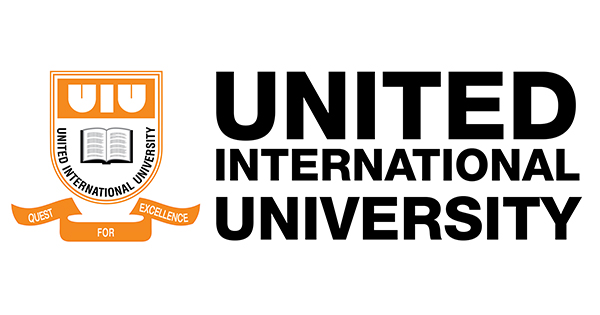 UIU
UNITED INTERNATIONAL UNIVERSITY
QUEST
FOR
EXCELLENCE
UNITED
INTERNATIONAL
UNIVERSITY